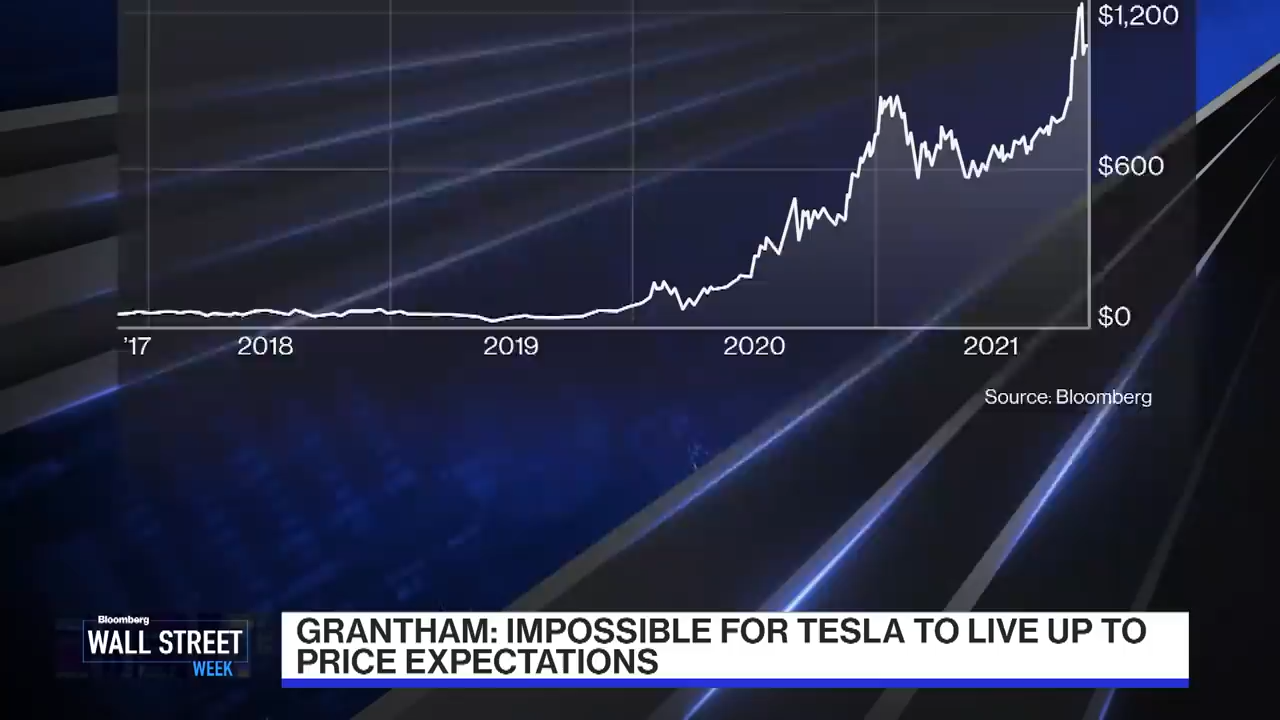 $1,200
$600
$0
’17 2018 2019 2020 2021
Source: Bloomberg
Bloomberg
WALL STREET
WEEK
GRANTHAM: IMPOSSIBLE FOR TESLA TO LIVE UP TO
PRICE EXPECTATIONS